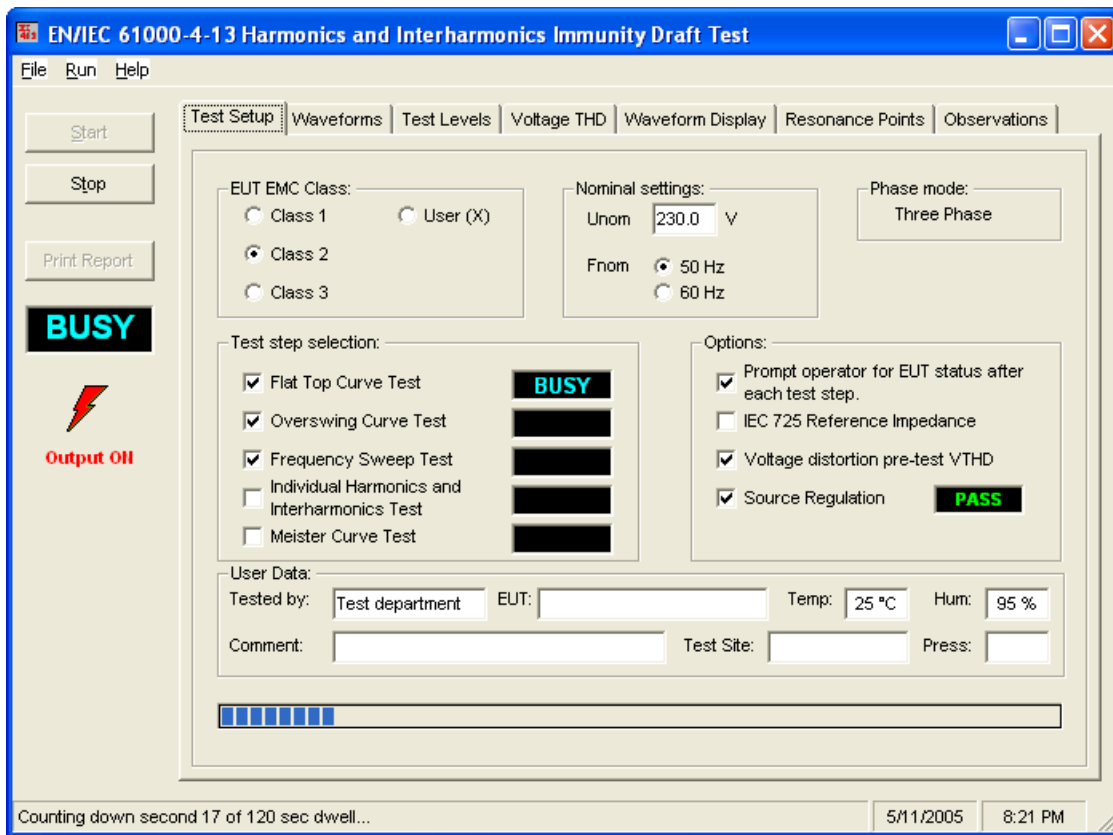 EN/IEC 61000-4-13 Harmonics and Interharmonics Immunity Draft Test
File Run Help
Start
Stop
Print Report
BUSY
Output ON
Test Setup Waveforms Test Levels Voltage THD Waveform Display Resonance Points Observations
EUT EMC Class:
Class 1 User (X)
Class 2
Class 3
Nominal settings:
Unom 230.0 V
Fnom 50 Hz
60 Hz
Phase mode:
Three Phase
Test step selection:
Flat Top Curve Test BUSY
Overswing Curve Test
Frequency Sweep Test
Individual Harmonics and
Interharmonics Test
Meister Curve Test
Options:
Prompt operator for EUT status after
each test step.
IEC 725 Reference Impedance
Voltage distortion pre-test VTHD
Source Regulation PASS
User Data:
Tested by: Test department EUT: Temp: 25 °C Hum: 95 %
Comment: Test Site: Press:
Counting down second 17 of 120 sec dwell... 5/11/2005 8:21 PM